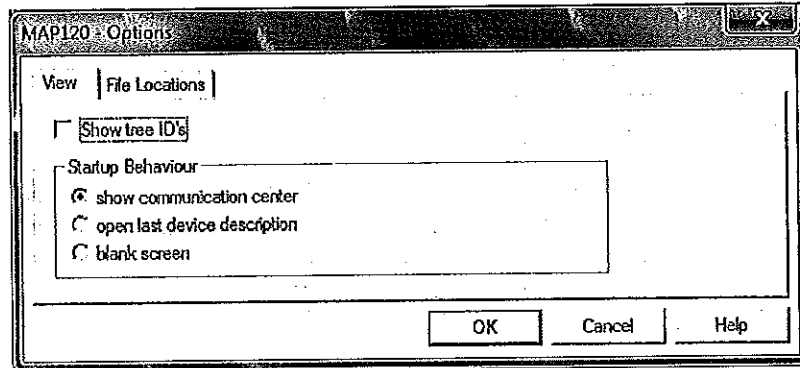 MAP120 - Options
View File Locations
Show tree ID's
Startup Behaviour
show communication center
open last device description
blank screen
OK Cancel Help